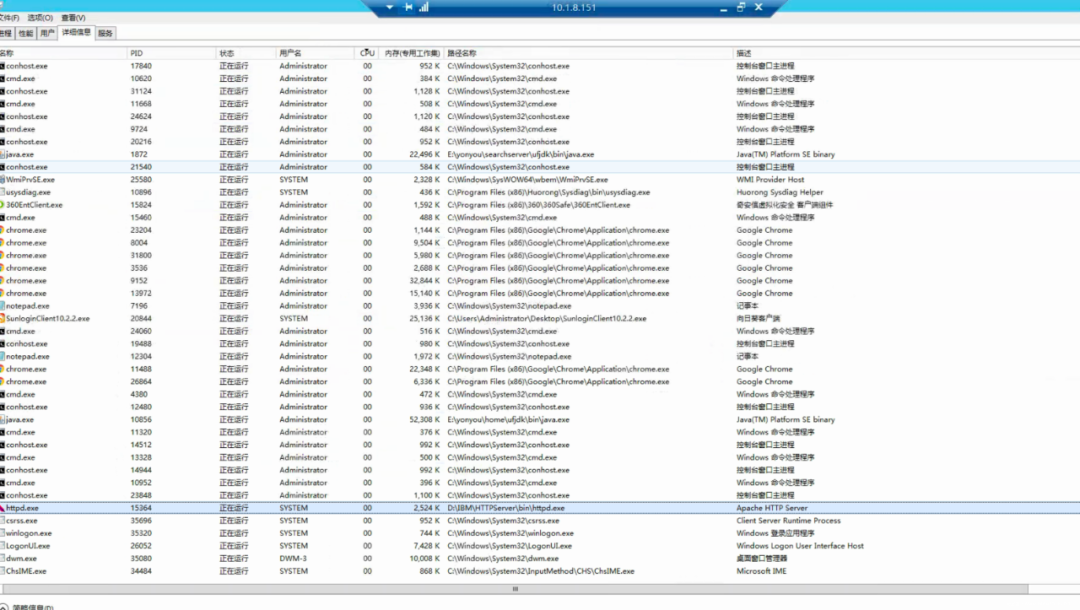 10.1.8.151
文件(F) 选项(O) 查看(V)
进程 性能 用户 详细信息 服务
名称 PID 状态 用户名 CPU 内存(专用工作集) 路径名称 描述
conhost.exe 17840 正在运行 Administrator 00 952 K C:\Windows\System32\conhost.exe 控制台窗口主进程
cmd.exe 10620 正在运行 Administrator 00 384 K C:\Windows\System32\cmd.exe Windows 命令处理程序
conhost.exe 31124 正在运行 Administrator 00 1,128 K C:\Windows\System32\conhost.exe 控制台窗口主进程
cmd.exe 11668 正在运行 Administrator 00 508 K C:\Windows\System32\cmd.exe Windows 命令处理程序
conhost.exe 24624 正在运行 Administrator 00 1,120 K C:\Windows\System32\conhost.exe 控制台窗口主进程
cmd.exe 9724 正在运行 Administrator 00 484 K C:\Windows\System32\cmd.exe Windows 命令处理程序
conhost.exe 20216 正在运行 Administrator 00 952 K C:\Windows\System32\conhost.exe 控制台窗口主进程
java.exe 1872 正在运行 Administrator 00 22,496 K E:\yonyou\searchserver\ufjdk\bin\java.exe Java(TM) Platform SE binary
conhost.exe 21540 正在运行 Administrator 00 584 K C:\Windows\System32\conhost.exe 控制台窗口主进程
WmiPrvSE.exe 25580 正在运行 SYSTEM 00 2,328 K C:\Windows\SysWOW64\wbem\WmiPrvSE.exe WMI Provider Host
usysdiag.exe 10896 正在运行 SYSTEM 00 436 K C:\Program Files (x86)\Huorong\Sysdiag\bin\usysdiag.exe Huorong Sysdiag Helper
360EntClient.exe 15824 正在运行 Administrator 00 1,592 K C:\Program Files (x86)\360\360Safe\360EntClient.exe 奇安信虚拟化安全 客户端组件
cmd.exe 15460 正在运行 Administrator 00 488 K C:\Windows\System32\cmd.exe Windows 命令处理程序
chrome.exe 23204 正在运行 Administrator 00 1,144 K C:\Program Files (x86)\Google\Chrome\Application\chrome.exe Google Chrome
chrome.exe 8004 正在运行 Administrator 00 9,504 K C:\Program Files (x86)\Google\Chrome\Application\chrome.exe Google Chrome
chrome.exe 31800 正在运行 Administrator 00 5,980 K C:\Program Files (x86)\Google\Chrome\Application\chrome.exe Google Chrome
chrome.exe 3536 正在运行 Administrator 00 2,688 K C:\Program Files (x86)\Google\Chrome\Application\chrome.exe Google Chrome
chrome.exe 9152 正在运行 Administrator 00 32,844 K C:\Program Files (x86)\Google\Chrome\Application\chrome.exe Google Chrome
chrome.exe 13972 正在运行 Administrator 00 15,140 K C:\Program Files (x86)\Google\Chrome\Application\chrome.exe Google Chrome
notepad.exe 7196 正在运行 Administrator 00 3,936 K C:\Windows\System32\notepad.exe 记事本
SunloginClient10.2.2.exe 20844 正在运行 SYSTEM 00 25,136 K C:\Users\Administrator\Desktop\SunloginClient10.2.2.exe 向日葵客户端
cmd.exe 24060 正在运行 Administrator 00 516 K C:\Windows\System32\cmd.exe Windows 命令处理程序
conhost.exe 19488 正在运行 Administrator 00 980 K C:\Windows\System32\conhost.exe 控制台窗口主进程
notepad.exe 12304 正在运行 Administrator 00 1,972 K C:\Windows\System32\notepad.exe 记事本
chrome.exe 11488 正在运行 Administrator 00 22,348 K C:\Program Files (x86)\Google\Chrome\Application\chrome.exe Google Chrome
chrome.exe 26864 正在运行 Administrator 00 6,336 K C:\Program Files (x86)\Google\Chrome\Application\chrome.exe Google Chrome
cmd.exe 4380 正在运行 Administrator 00 472 K C:\Windows\System32\cmd.exe Windows 命令处理程序
conhost.exe 12480 正在运行 Administrator 00 936 K C:\Windows\System32\conhost.exe 控制台窗口主进程
java.exe 10856 正在运行 Administrator 00 52,308 K E:\yonyou\home\ufjdk\bin\java.exe Java(TM) Platform SE binary
cmd.exe 11320 正在运行 Administrator 00 376 K C:\Windows\System32\cmd.exe Windows 命令处理程序
conhost.exe 14512 正在运行 Administrator 00 992 K C:\Windows\System32\conhost.exe 控制台窗口主进程
cmd.exe 13328 正在运行 Administrator 00 500 K C:\Windows\System32\cmd.exe Windows 命令处理程序
conhost.exe 14944 正在运行 Administrator 00 992 K C:\Windows\System32\conhost.exe 控制台窗口主进程
cmd.exe 10952 正在运行 Administrator 00 396 K C:\Windows\System32\cmd.exe Windows 命令处理程序
conhost.exe 23848 正在运行 Administrator 00 1,100 K C:\Windows\System32\conhost.exe 控制台窗口主进程
httpd.exe 15364 正在运行 SYSTEM 00 2,524 K D:\IBM\HTTPServer\bin\httpd.exe Apache HTTP Server
csrss.exe 35696 正在运行 SYSTEM 00 952 K C:\Windows\System32\csrss.exe Client Server Runtime Process
winlogon.exe 35320 正在运行 SYSTEM 00 744 K C:\Windows\System32\winlogon.exe Windows 登录应用程序
LogonUI.exe 26052 正在运行 SYSTEM 00 7,428 K C:\Windows\System32\LogonUI.exe Windows Logon User Interface Host
dwm.exe 35080 正在运行 DWM-3 00 10,008 K C:\Windows\System32\dwm.exe 桌面窗口管理器
ChsIME.exe 34484 正在运行 SYSTEM 00 868 K C:\Windows\System32\InputMethod\CHS\ChsIME.exe Microsoft IME
简略信息(D)